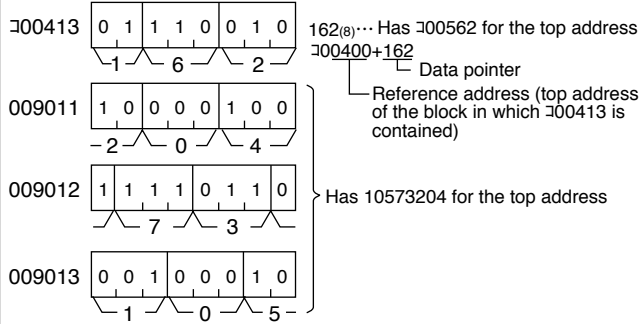 コ00413 0 1 1 1 0 0 1 0
1 6 2
162(8)⋯ Has コ00562 for the top address
コ00400+162
Data pointer
Reference address (top address
of the block in which コ00413 is
contained)
009011 1 0 0 0 0 1 0 0
2 0 4
009012 1 1 1 1 0 1 1 0
7 3
Has 10573204 for the top address
009013 0 0 1 0 0 0 1 0
1 0 5